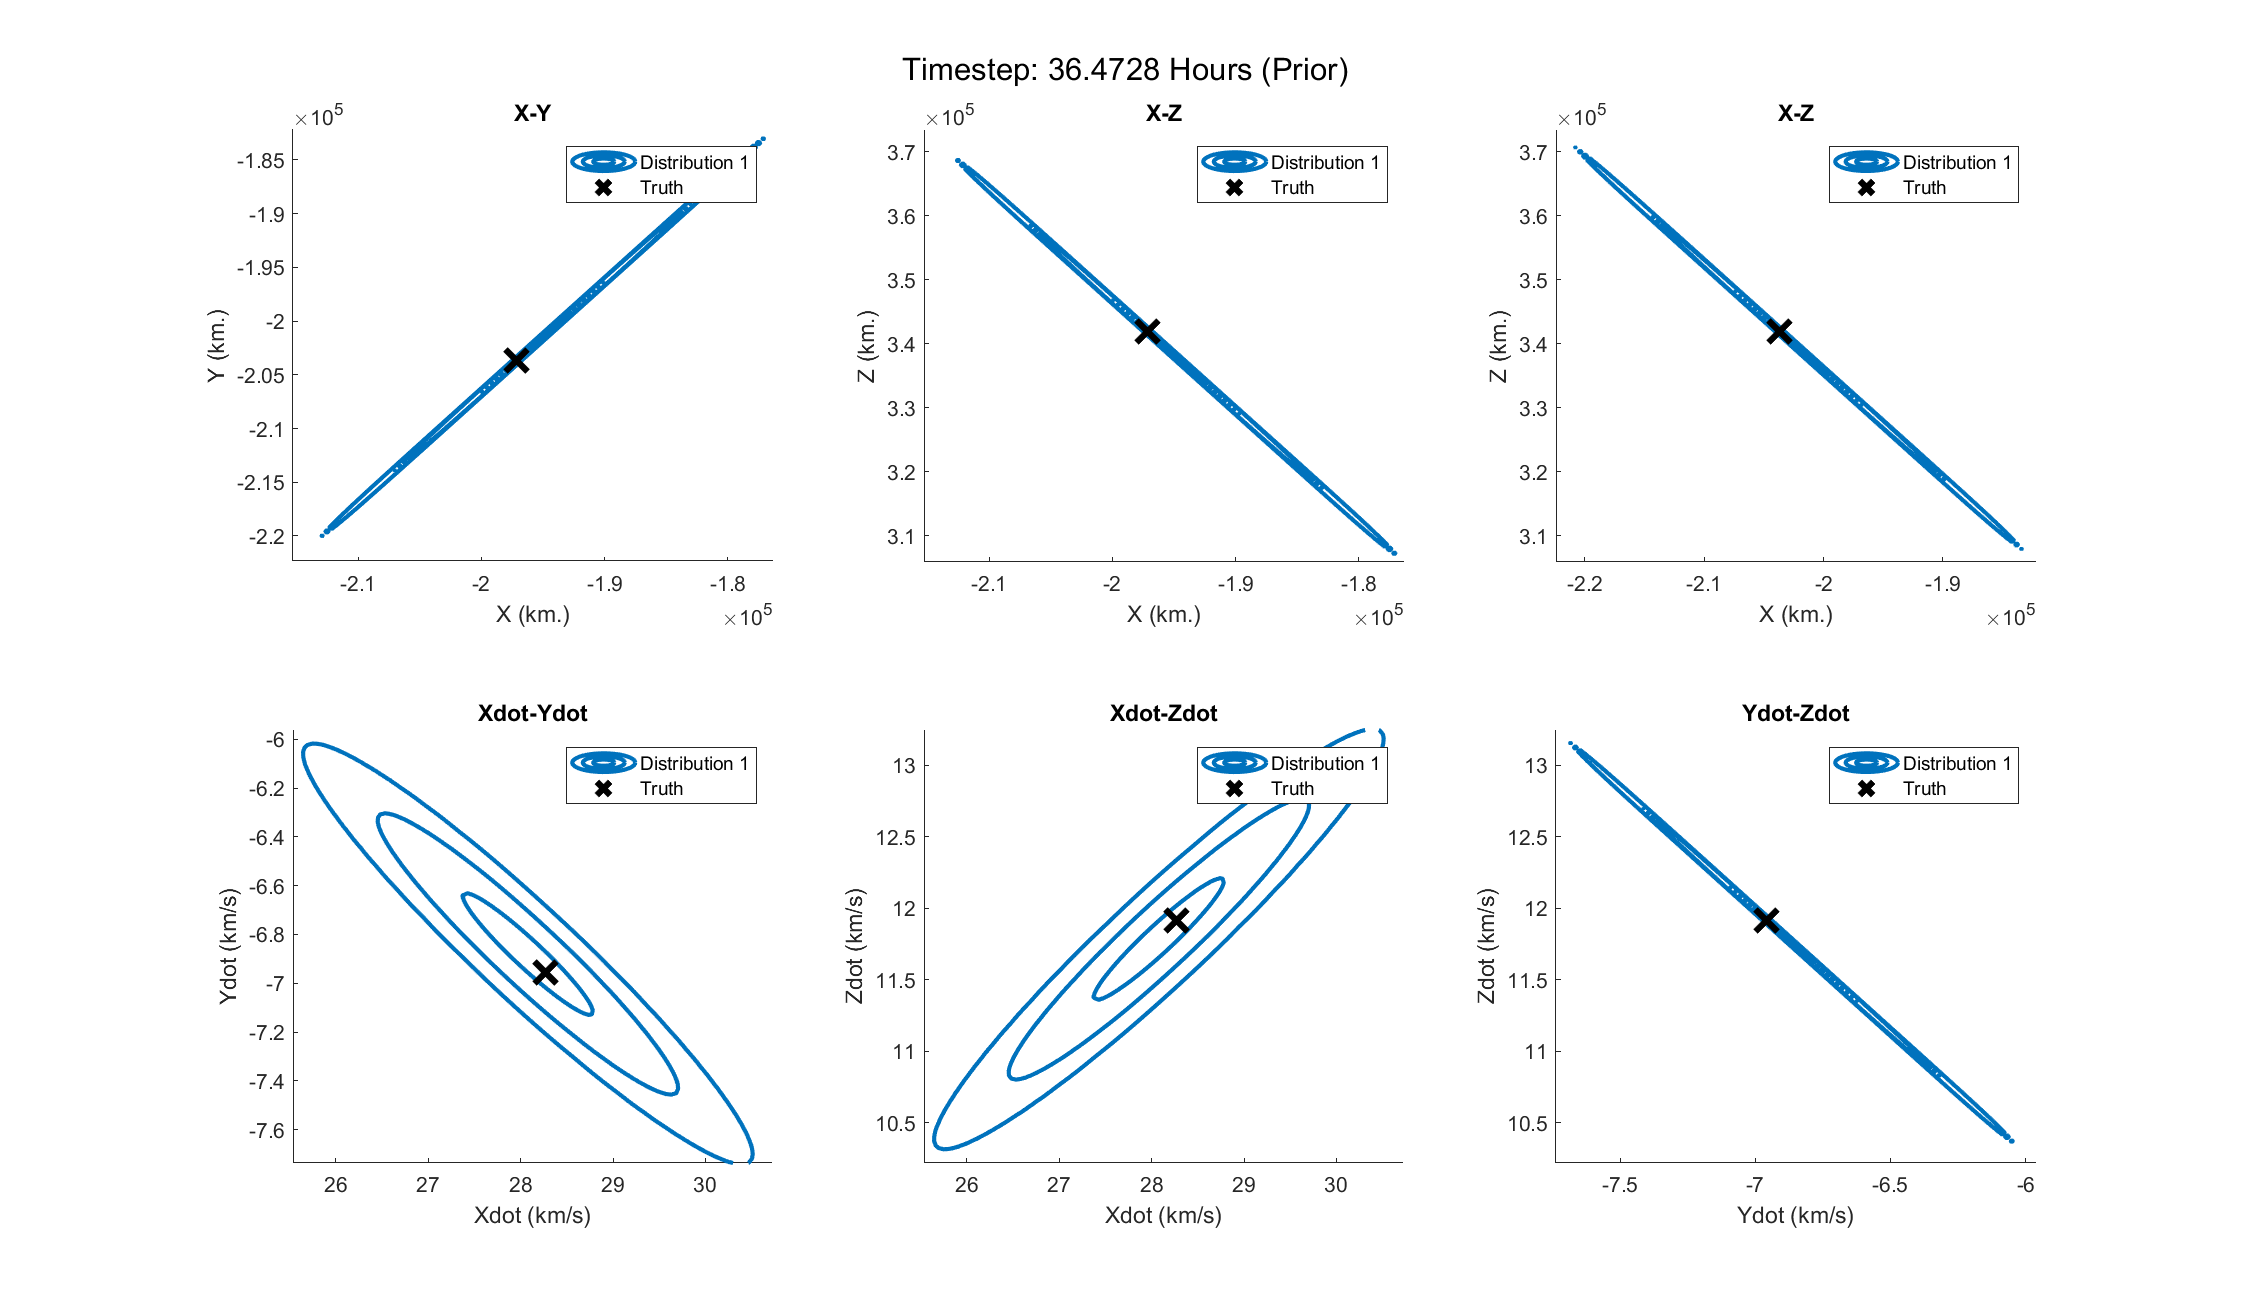 Timestep: 36.4728 Hours (Prior)
X-Y
×10^5
-1.85
-1.9
-1.95
-2
-2.05
-2.1
-2.15
-2.2
Y (km.)
-2.1 -2 -1.9 -1.8
X (km.)
×10^5
Distribution 1
Truth
X-Z
×10^5
3.7
3.6
3.5
3.4
3.3
3.2
3.1
Z (km.)
-2.1 -2 -1.9 -1.8
X (km.)
×10^5
Distribution 1
Truth
X-Z
×10^5
3.7
3.6
3.5
3.4
3.3
3.2
3.1
Z (km.)
-2.2 -2.1 -2 -1.9
X (km.)
×10^5
Distribution 1
Truth
Xdot-Ydot
-6
-6.2
-6.4
-6.6
-6.8
-7
-7.2
-7.4
-7.6
Ydot (km/s)
26 27 28 29 30
Xdot (km/s)
Distribution 1
Truth
Xdot-Zdot
13
12.5
12
11.5
11
10.5
Zdot (km/s)
26 27 28 29 30
Xdot (km/s)
Distribution 1
Truth
Ydot-Zdot
13
12.5
12
11.5
11
10.5
Zdot (km/s)
-7.5 -7 -6.5 -6
Ydot (km/s)
Distribution 1
Truth